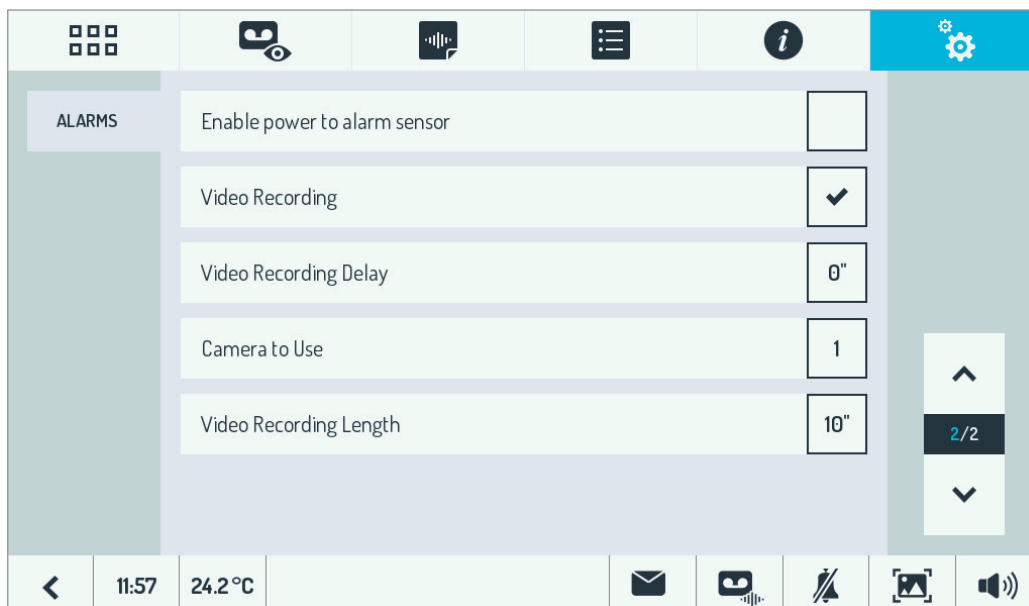 ALARMS
Enable power to alarm sensor
Video Recording
Video Recording Delay
0"
Camera to Use
1
Video Recording Length
10"
2/2
11:57
24.2 °C